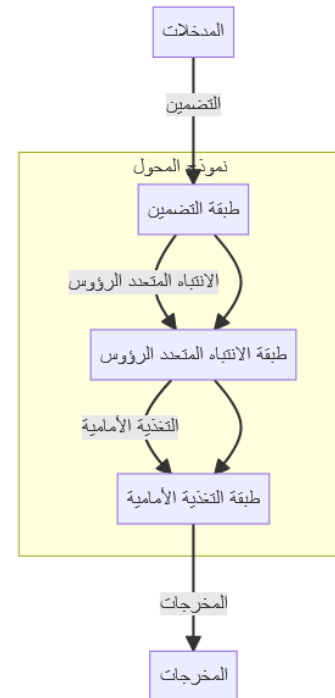 المدخلات
التضمين
نموذج المحول
طبقة التضمين
الانتباه المتعدد الرؤوس
طبقة الانتباه المتعدد الرؤوس
التغذية الأمامية
طبقة التغذية الأمامية
المخرجات
المخرجات